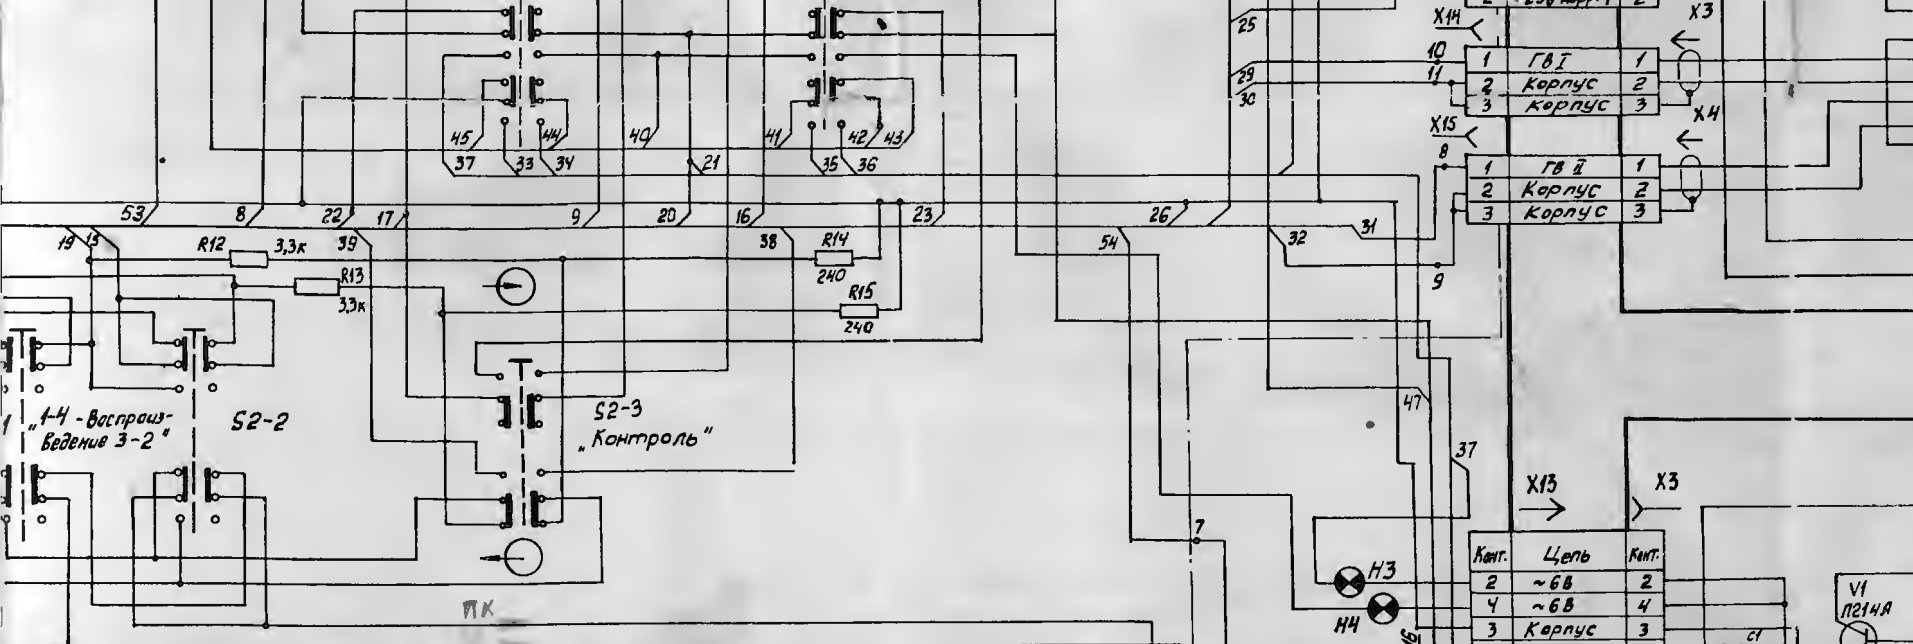 25
X14
X3
10
29
11
30
1 ГВ I 1
2 Корпус 2
3 Корпус 3
X4
X15
8
45
44
40
41
42
43
37
33
34
21
35
36
1 ГВ II 1
2 Корпус 2
3 Корпус 3
53
8
22
17
9
20
16
23
26
31
19
13
R12
3,3к
39
38
R14
240
54
32
9
R13
3,3к
R15
240
„1-4 - Воспроиз-
ведение 3-2"
S2-2
S2-3
„Контроль"
47
37
X13
X3
7
Конт. Цепь Конт.
2 ~6В 2
4 ~6В 4
3 Корпус 3
H3
H4
ПК
V1
П214А
C1